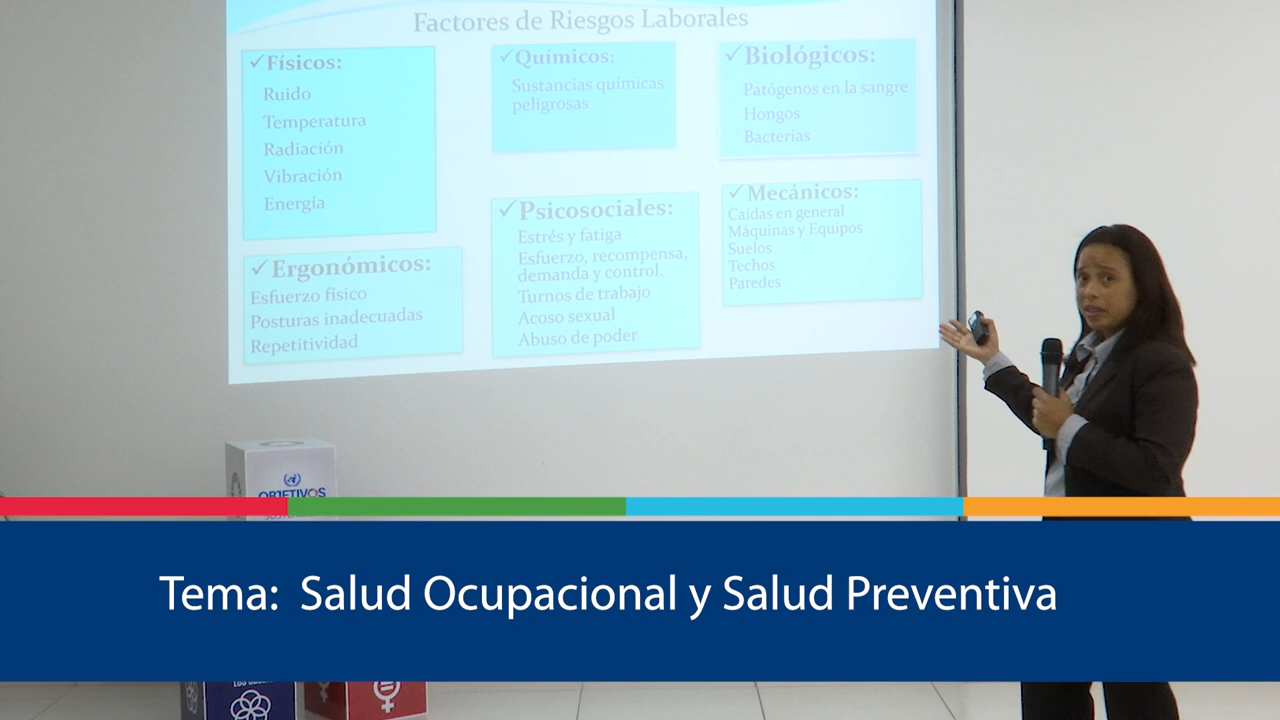 Factores de Riesgos Laborales
✓Físicos:
Ruido
Temperatura
Radiación
Vibración
Energía
✓Químicos:
Sustancias químicas
peligrosas
✓Biológicos:
Patógenos en la sangre
Hongos
Bacterias
✓Ergonómicos:
Esfuerzo físico
Posturas inadecuadas
Repetitividad
✓Psicosociales:
Estrés y fatiga
Esfuerzo, recompensa,
demanda y control.
Turnos de trabajo
Acoso sexual
Abuso de poder
✓Mecánicos:
Caídas en general
Máquinas y Equipos
Suelos
Techos
Paredes
OBJETIVOS
Tema: Salud Ocupacional y Salud Preventiva